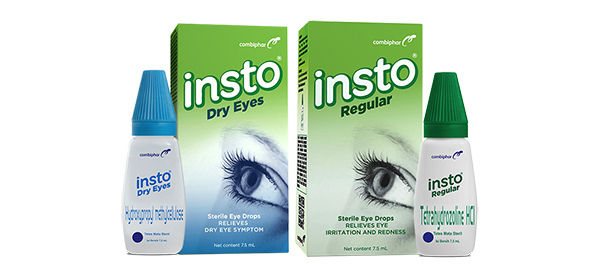 combiphar
insto®
Dry Eyes
Sterile Eye Drops
RELIEVES
DRY EYE SYMPTOM
Net content 7.5 mL
combiphar
insto®
Regular
Sterile Eye Drops
RELIEVES EYE
IRRITATION AND REDNESS
Net content 7.5 mL
combiphar
insto
Dry Eyes
Hydroxypropyl methylcellulose
Tetes Mata Steril
combiphar
insto
Regular
Tetrahydrozoline HCl
Tetes Mata Steril